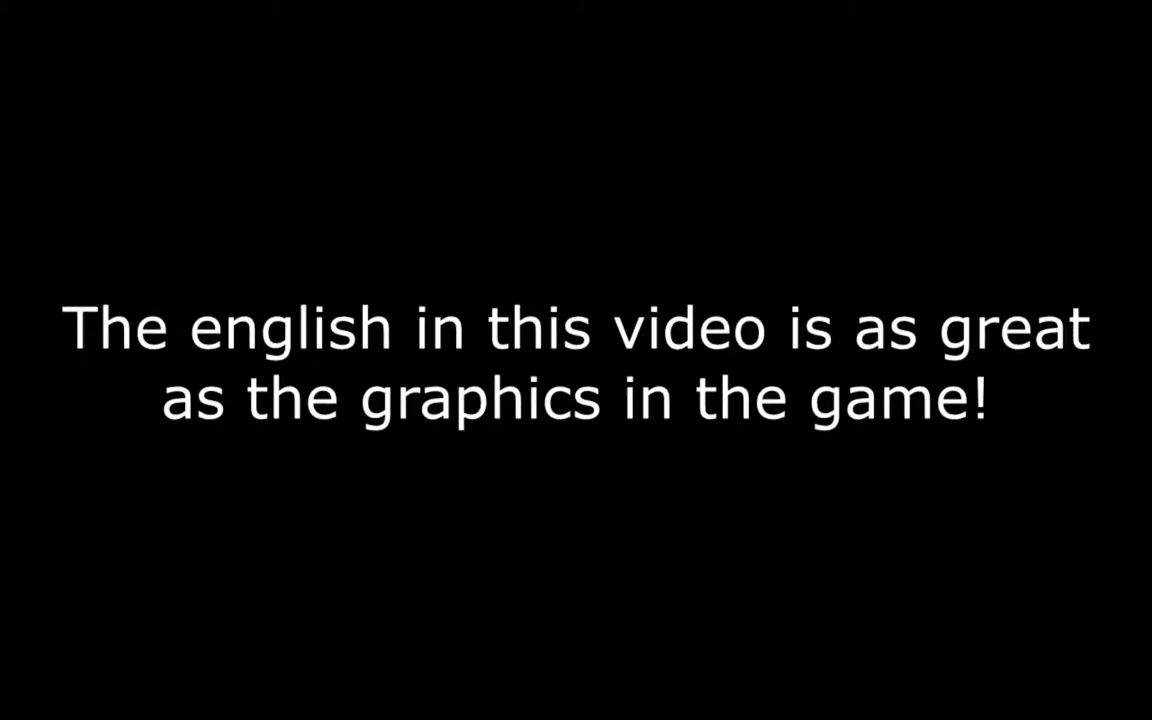 The english in this video is as great
as the graphics in the game!